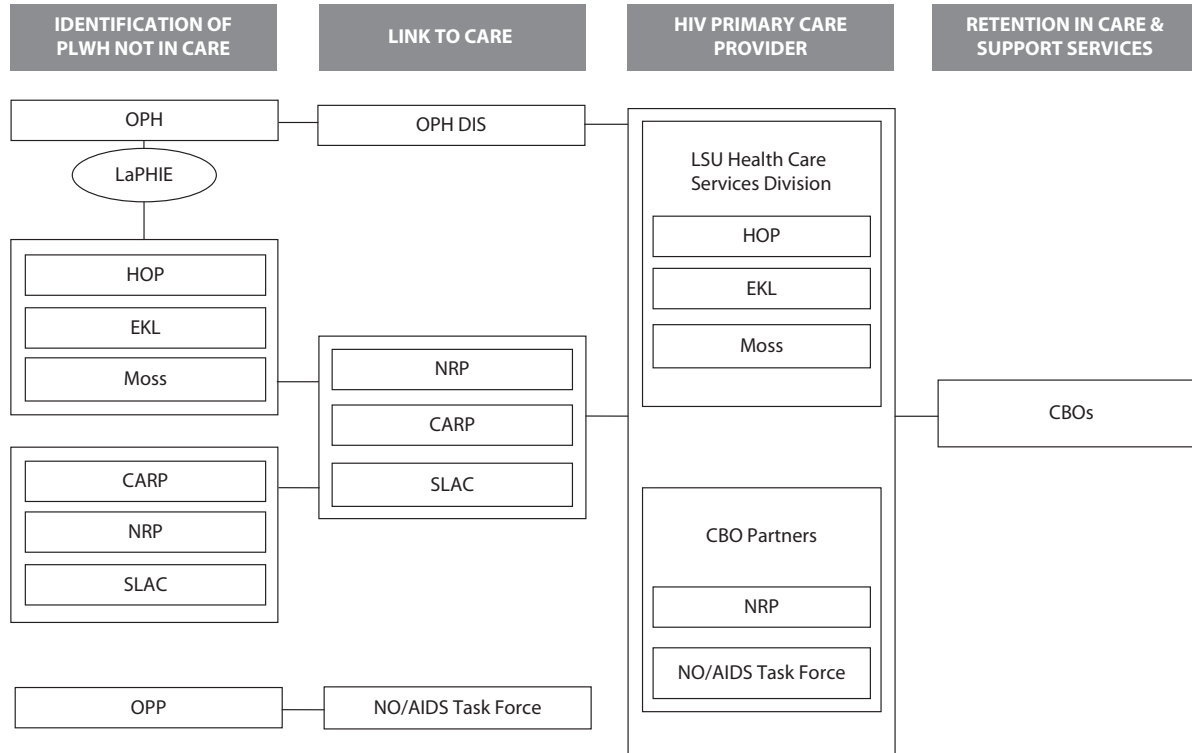 IDENTIFICATION OF
PLWH NOT IN CARE
LINK TO CARE
HIV PRIMARY CARE
PROVIDER
RETENTION IN CARE &
SUPPORT SERVICES
OPH
LaPHIE
HOP
EKL
Moss
CARP
NRP
SLAC
OPP
OPH DIS
NRP
CARP
SLAC
NO/AIDS Task Force
LSU Health Care
Services Division
HOP
EKL
Moss
CBO Partners
NRP
NO/AIDS Task Force
CBOs